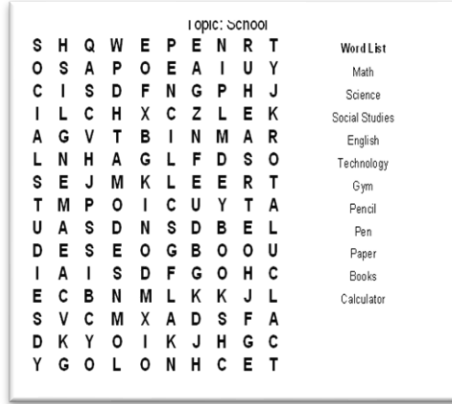 Topic: School
S H Q W E P E N R T
O S A P O E A I U Y
C I S D F N G P H J
I L C H X C Z L E K
A G V T B I N M A R
L N H A G L F D S O
S E J M K L E E R T
T M P O I C U Y T A
U A S D N S D B E L
D E S E O G B O O U
I A I S D F G O H C
E C B N M L K K J L
S V C M X A D S F A
D K Y O I K J H G C
Y G O L O N H C E T
Word List
Math
Science
Social Studies
English
Technology
Gym
Pencil
Pen
Paper
Books
Calculator